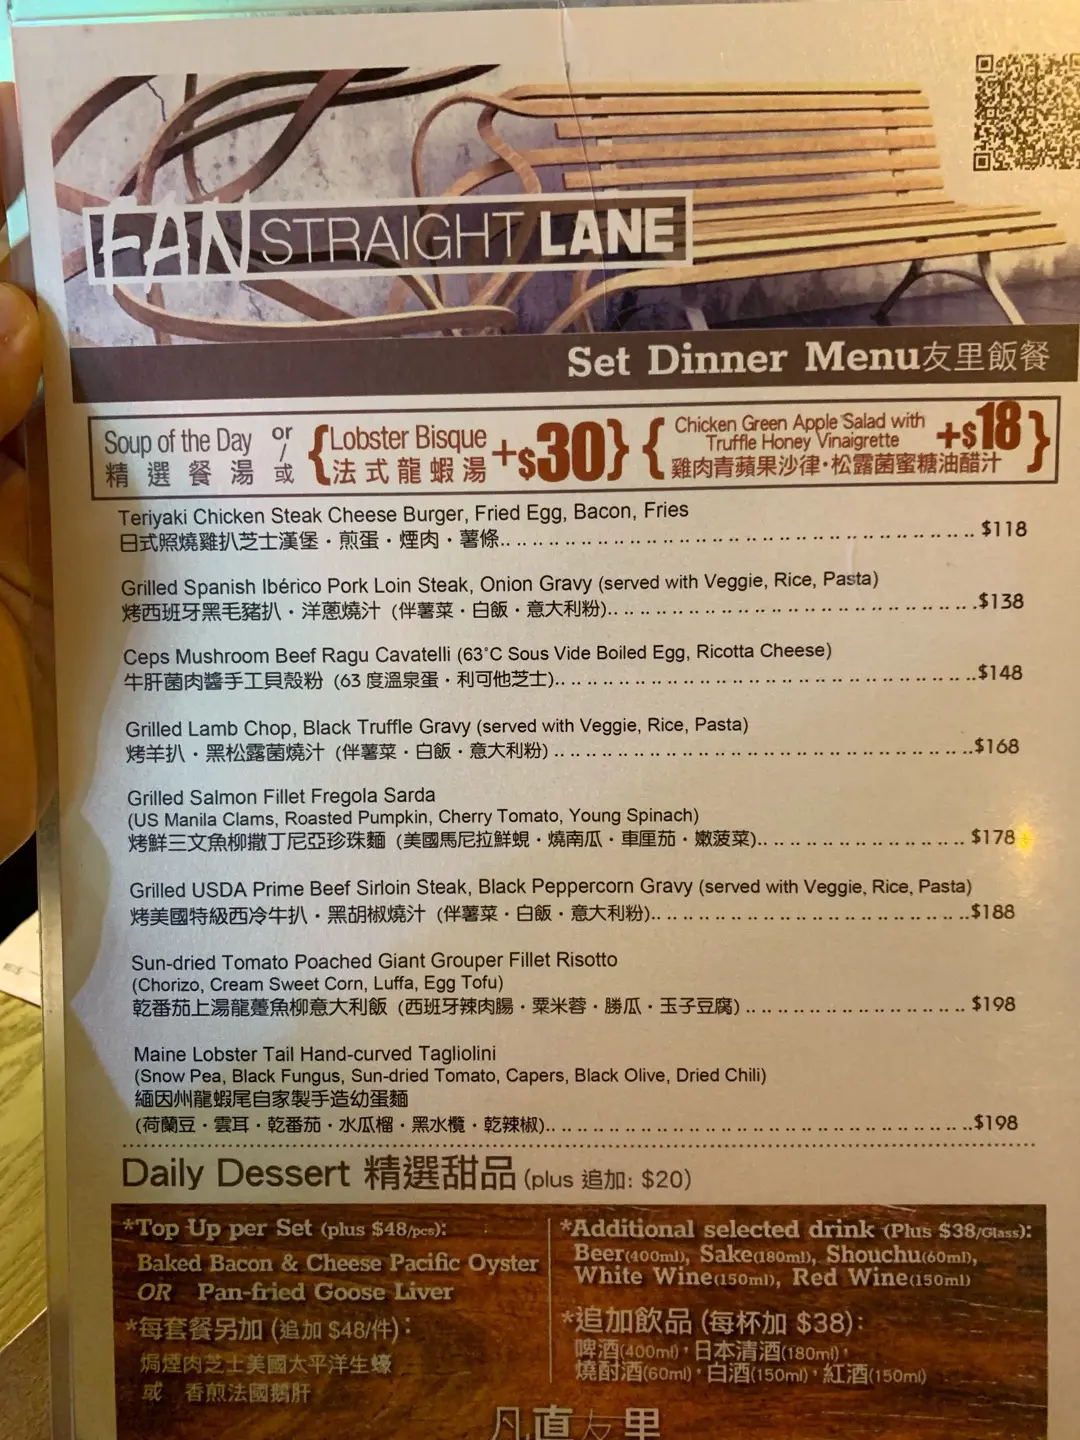 FAN STRAIGHT LANE
Set Dinner Menu友里飯餐
Soup of the Day or {Lobster Bisque +$30} {Chicken Green Apple Salad with Truffle Honey Vinaigrette +$18}
精選餐湯 / 或 法式龍蝦湯 雞肉青蘋果沙律·松露菌蜜糖油醋汁
Teriyaki Chicken Steak Cheese Burger, Fried Egg, Bacon, Fries
日式照燒雞扒芝士漢堡·煎蛋·煙肉·薯條 $118
Grilled Spanish Ibérico Pork Loin Steak, Onion Gravy (served with Veggie, Rice, Pasta)
烤西班牙黑毛豬扒·洋蔥燒汁 (伴薯菜·白飯·意大利粉) $138
Ceps Mushroom Beef Ragu Cavatelli (63°C Sous Vide Boiled Egg, Ricotta Cheese)
牛肝菌肉醬手工貝殼粉 (63 度溫泉蛋·利可他芝士) $148
Grilled Lamb Chop, Black Truffle Gravy (served with Veggie, Rice, Pasta)
烤羊扒·黑松露菌燒汁 (伴薯菜·白飯·意大利粉) $168
Grilled Salmon Fillet Fregola Sarda
(US Manila Clams, Roasted Pumpkin, Cherry Tomato, Young Spinach)
烤鮮三文魚柳撒丁尼亞珍珠麵 (美國馬尼拉鮮蜆·燒南瓜·車厘茄·嫩菠菜) $178
Grilled USDA Prime Beef Sirloin Steak, Black Peppercorn Gravy (served with Veggie, Rice, Pasta)
烤美國特級西冷牛扒·黑胡椒燒汁 (伴薯菜·白飯·意大利粉) $188
Sun-dried Tomato Poached Giant Grouper Fillet Risotto
(Chorizo, Cream Sweet Corn, Luffa, Egg Tofu)
乾番茄上湯龍躉魚柳意大利飯 (西班牙辣肉腸·粟米蓉·勝瓜·玉子豆腐) $198
Maine Lobster Tail Hand-curved Tagliolini
(Snow Pea, Black Fungus, Sun-dried Tomato, Capers, Black Olive, Dried Chili)
緬因州龍蝦尾自家製手造幼蛋麵
(荷蘭豆·雲耳·乾番茄·水瓜榴·黑水欖·乾辣椒) $198
Daily Dessert 精選甜品 (plus 追加: $20)
*Top Up per Set (plus $48/pcs):
Baked Bacon & Cheese Pacific Oyster
OR Pan-fried Goose Liver
*每套餐另加 (追加 $48/件):
焗煙肉芝士美國太平洋生蠔
或 香煎法國鵝肝
*Additional selected drink (Plus $38/Glass):
Beer(400ml), Sake(180ml), Shouchu(60ml),
White Wine(150ml), Red Wine(150ml)
*追加飲品 (每杯加 $38):
啤酒(400ml)，日本清酒(180ml)，
燒酎酒(60ml)，白酒(150ml)，紅酒(150ml)
凡直友里